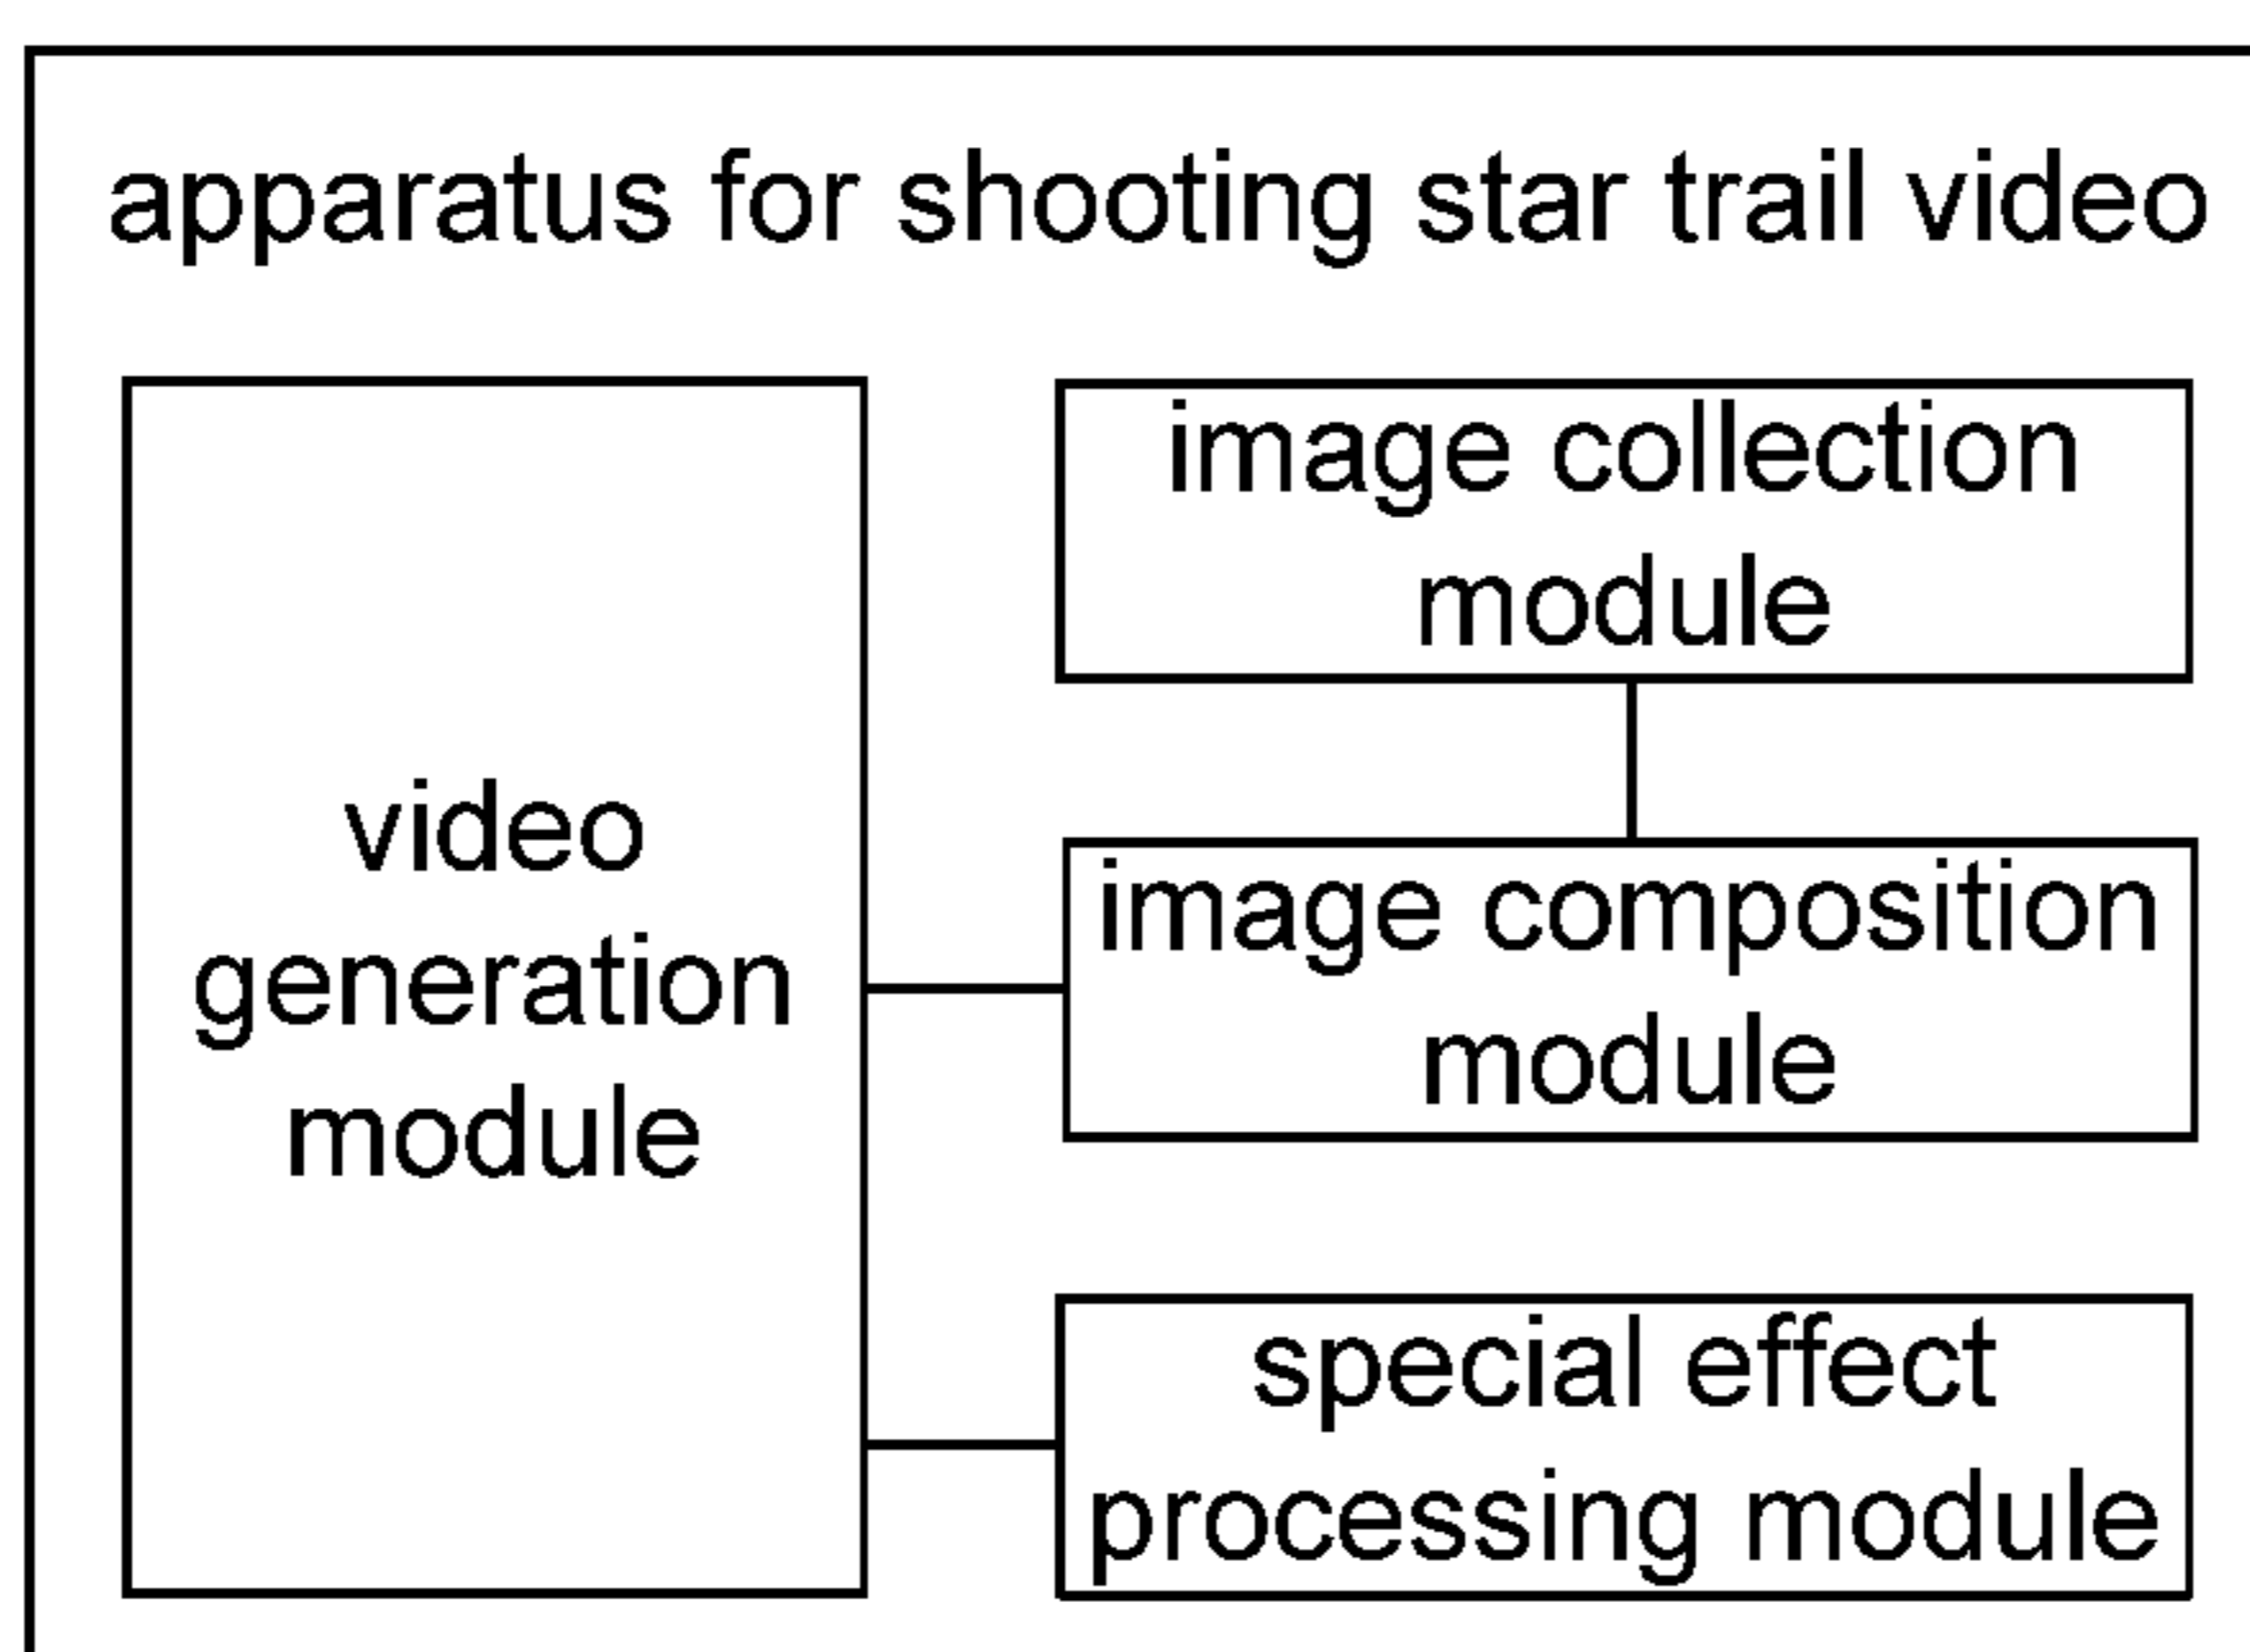 apparatus for shooting star trail video
video
generation
module
image collection
module
image composition
module
special effect
processing module